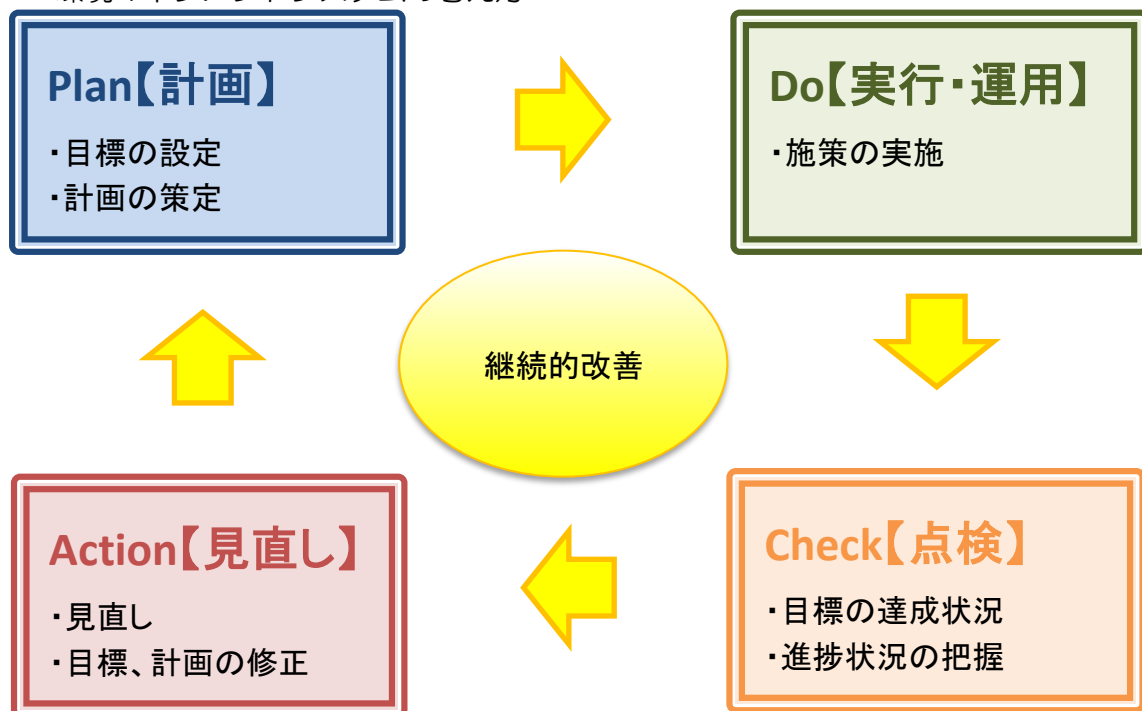 Plan【計画】
・目標の設定
・計画の策定
Do【実行・運用】
・施策の実施
継続的改善
Action【見直し】
・見直し
・目標、計画の修正
Check【点検】
・目標の達成状況
・進捗状況の把握